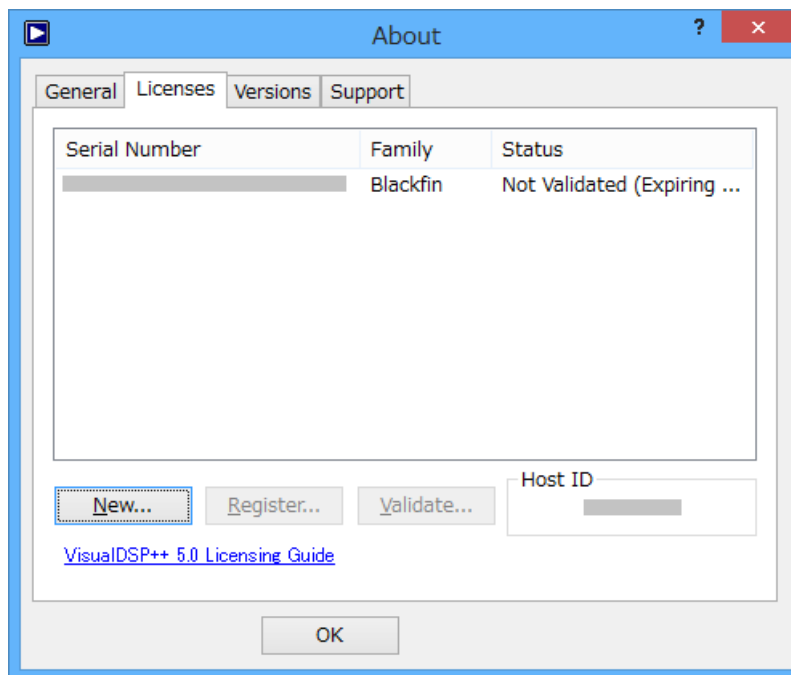 About
?
General Licenses Versions Support
Serial Number Family Status
Blackfin Not Validated (Expiring ...
Host ID
New... Register... Validate...
VisualDSP++ 5.0 Licensing Guide
OK